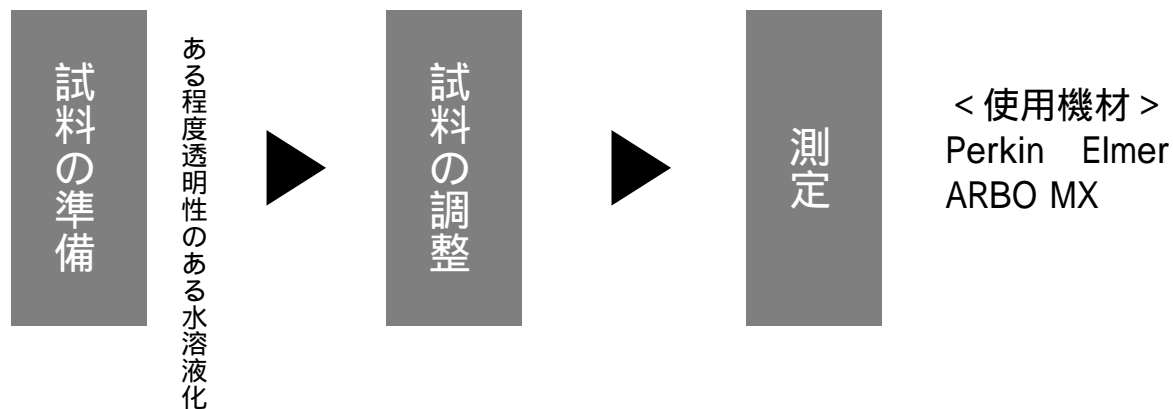 試料の準備
ある程度透明性のある水溶液化
試料の調整
測定
<使用機材>
Perkin Elmer
ARBO MX